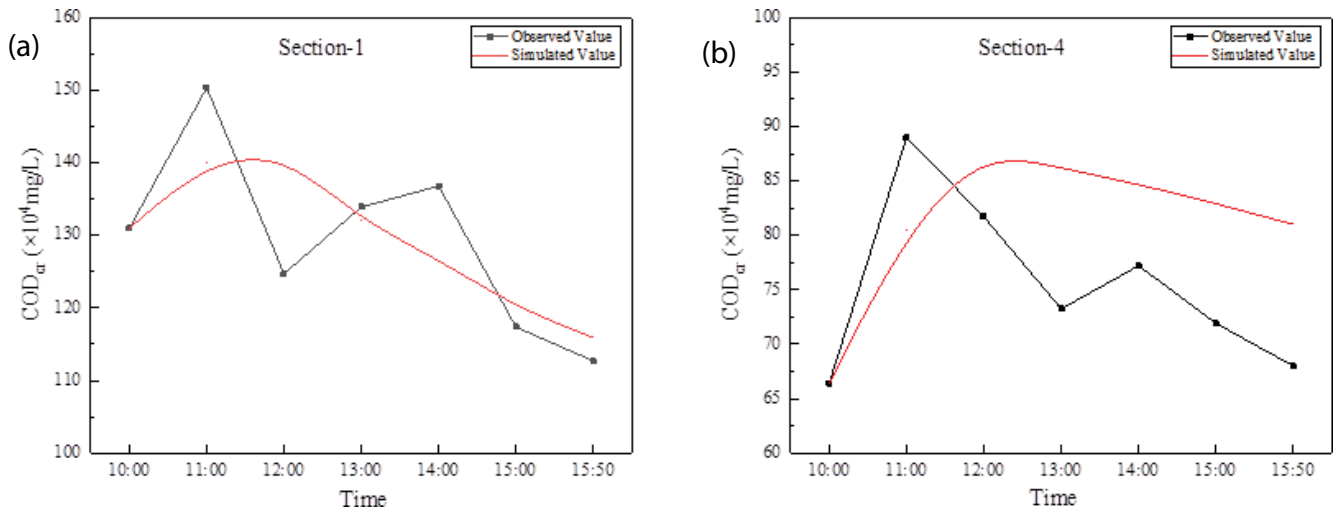 (a)
Section-1
Observed Value
Simulated Value
COD_cr (×10⁴mg/L)
160
150
140
130
120
110
100
10:00 11:00 12:00 13:00 14:00 15:00 15:50
Time
(b)
Section-4
Observed Value
Simulated Value
COD_cr (×10⁴mg/L)
100
95
90
85
80
75
70
65
60
10:00 11:00 12:00 13:00 14:00 15:00 15:50
Time